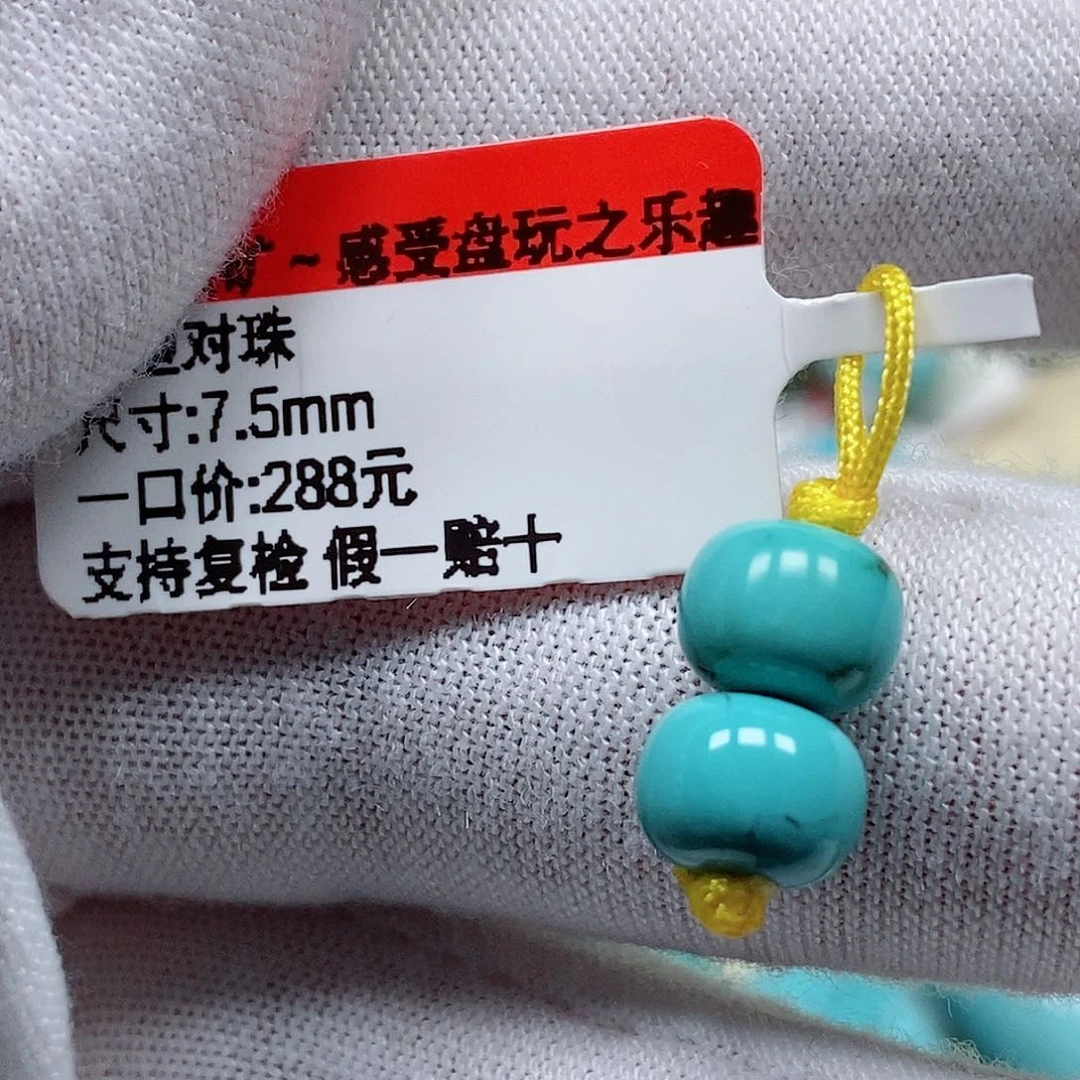 ~感受盘玩之乐趣
对珠
尺寸:7.5mm
一口价:288元
支持复检 假一赔十